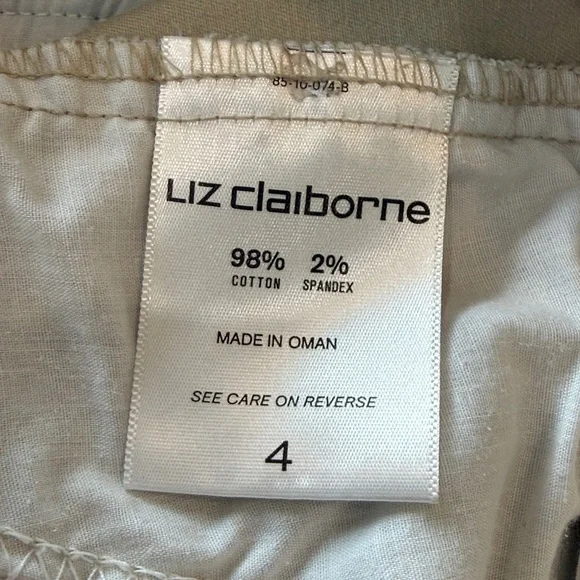 85-10-074-B
LIZ claiborne
98% 2%
COTTON SPANDEX
MADE IN OMAN
SEE CARE ON REVERSE
4